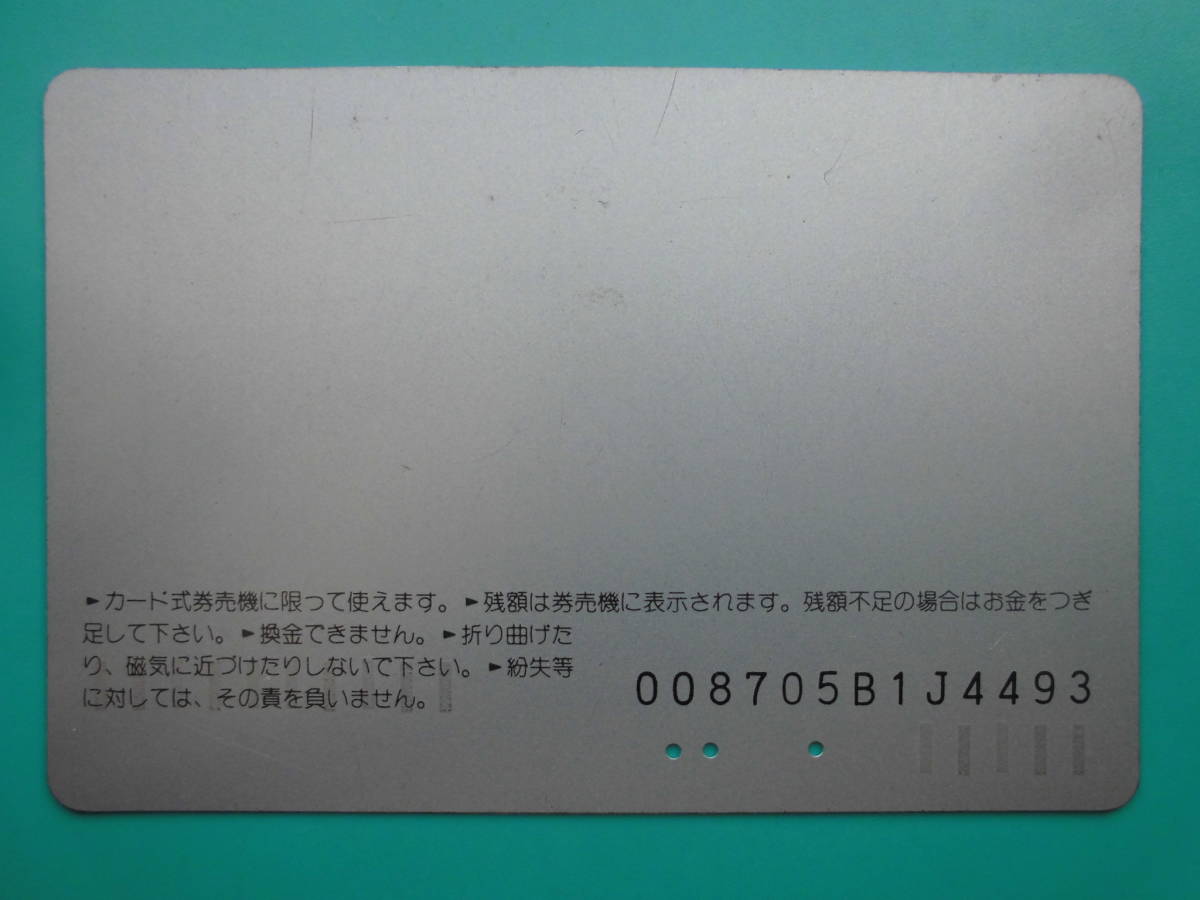 ►カード式券売機に限って使えます。►残額は券売機に表示されます。残額不足の場合はお金をつぎ
足して下さい。►換金できません。►折り曲げた
り、磁気に近づけたりしないで下さい。►紛失等
に対しては、その責を負いません。
008705B1J4493